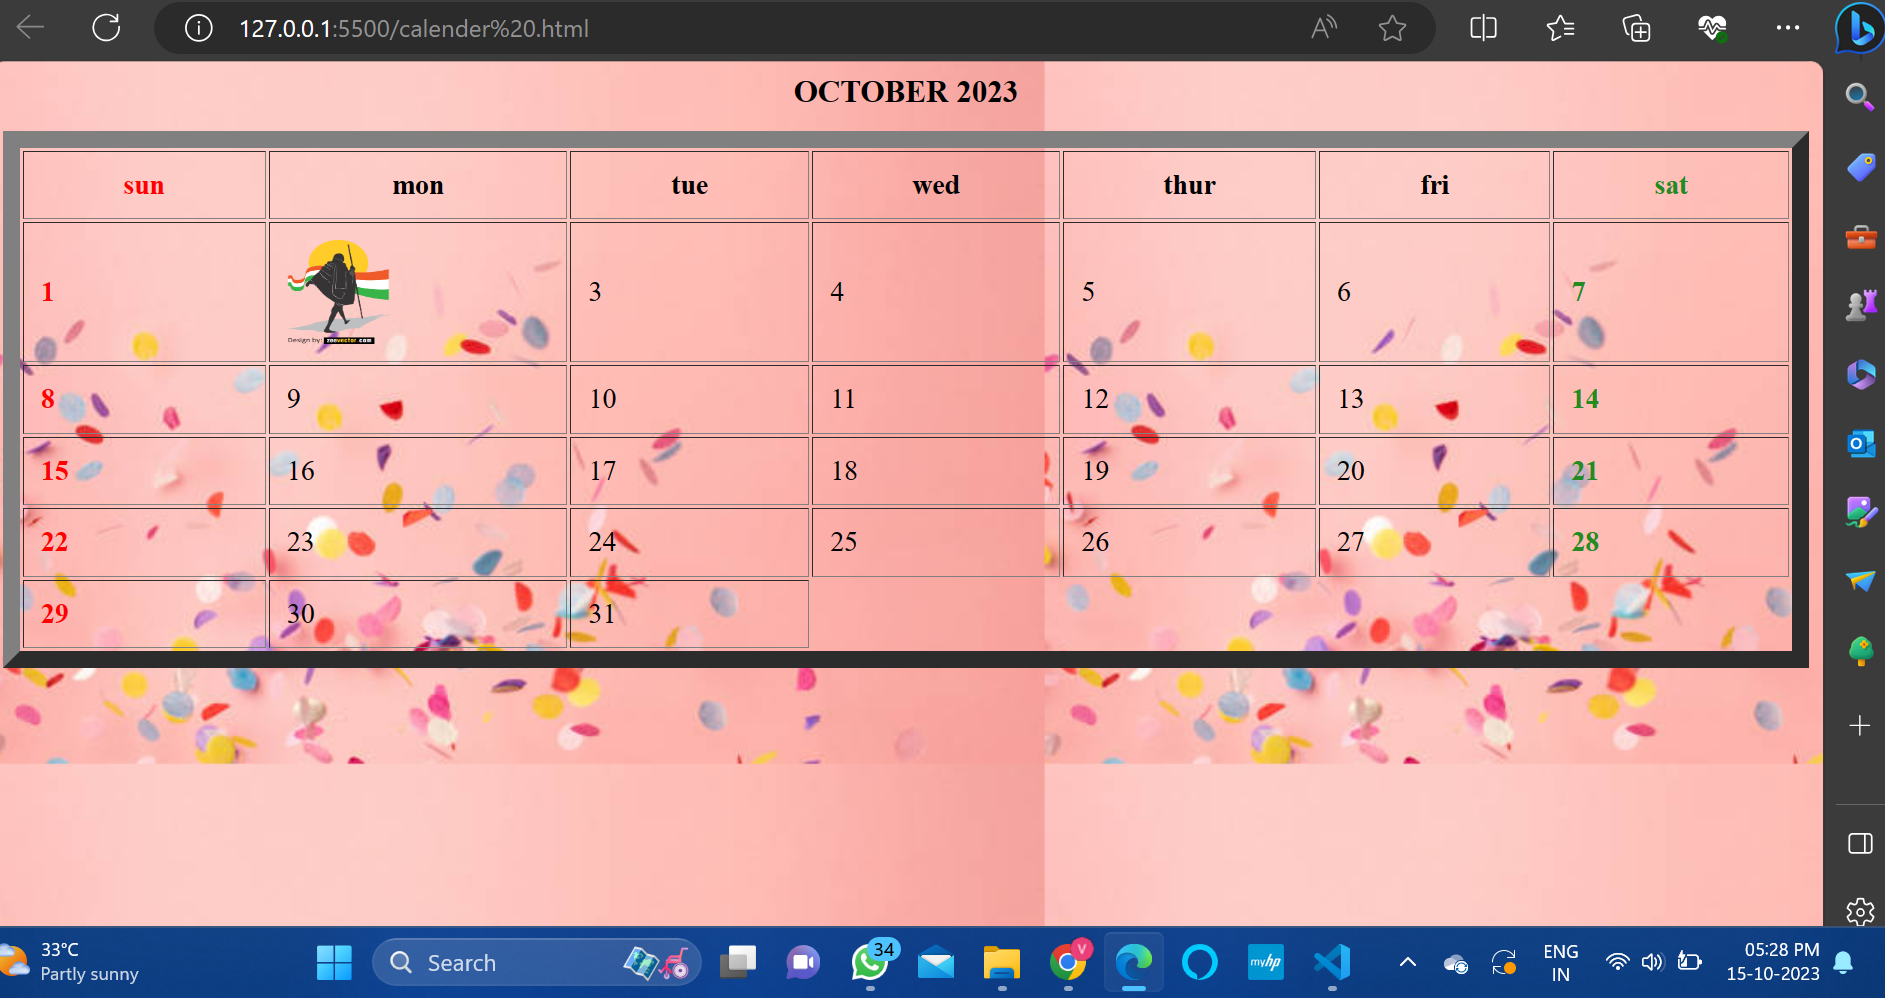 127.0.0.1:5500/calender%20.html
OCTOBER 2023
sun mon tue wed thur fri sat
1 3 4 5 6 7
Design by: zeevector.com
8 9 10 11 12 13 14
15 16 17 18 19 20 21
22 23 24 25 26 27 28
29 30 31
33°C
Partly sunny
Search
34
V
myhp
ENG
IN
05:28 PM
15-10-2023